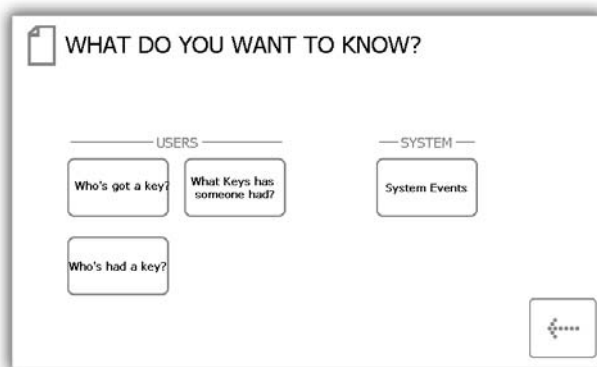 WHAT DO YOU WANT TO KNOW?
USERS
SYSTEM
Who's got a key?
What Keys has
someone had?
System Events
Who's had a key?